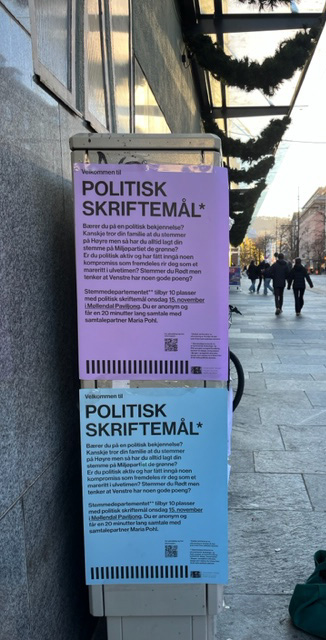 Velkommen til
POLITISK
SKRIFTEMÅL*
Bærer du på en politisk bekjennelse?
Kanskje tror din familie at du stemmer
på Høyre men så har du alltid lagt din
stemme på Miljøpartiet de grønne?
Er du politisk aktiv og har fått inngå noen
kompromiss som fremdeles rir deg som et
mareritt i ulvetimen? Stemmer du Rødt men
tenker at Venstre har noen gode poeng?
Stemmedepartementet** tilbyr 10 plasser
med politisk skriftemål onsdag 15. november
i Møllendal Paviljong. Du er anonym og
får en 20 minutter lang samtale med
samtalepartner Maria Pohl.
Velkommen til
POLITISK
SKRIFTEMÅL*
Bærer du på en politisk bekjennelse?
Kanskje tror din familie at du stemmer
på Høyre men så har du alltid lagt din
stemme på Miljøpartiet de grønne?
Er du politisk aktiv og har fått inngå noen
kompromiss som fremdeles rir deg som et
mareritt i ulvetimen? Stemmer du Rødt men
tenker at Venstre har noen gode poeng?
Stemmedepartementet** tilbyr 10 plasser
med politisk skriftemål onsdag 15. november
i Møllendal Paviljong. Du er anonym og
får en 20 minutter lang samtale med
samtalepartner Maria Pohl.